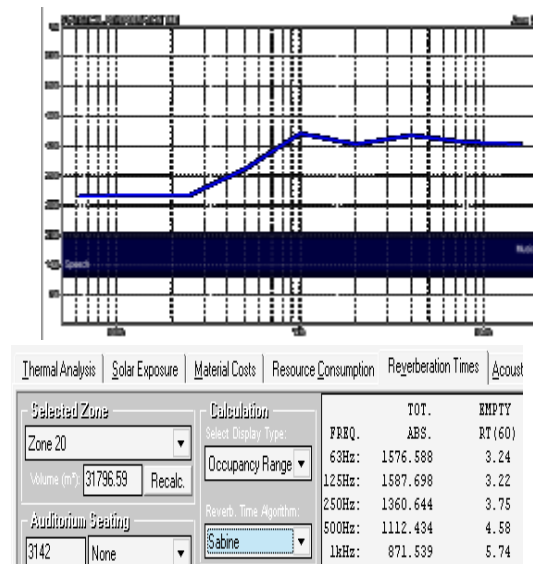 Speech
Thermal Analysis Solar Exposure Material Costs Resource Consumption Reverberation Times Acoust
Selected Zone
Zone 20
Volume (m³): 31796.59 Recalc.
Auditorium Seating
3142 None
Calculation
Select Display Type:
Occupancy Range
Reverb. Time Algorithm:
Sabine
TOT. EMPTY
FREQ. ABS. RT(60)
63Hz: 1576.588 3.24
125Hz: 1587.698 3.22
250Hz: 1360.644 3.75
500Hz: 1112.434 4.58
1kHz: 871.539 5.74